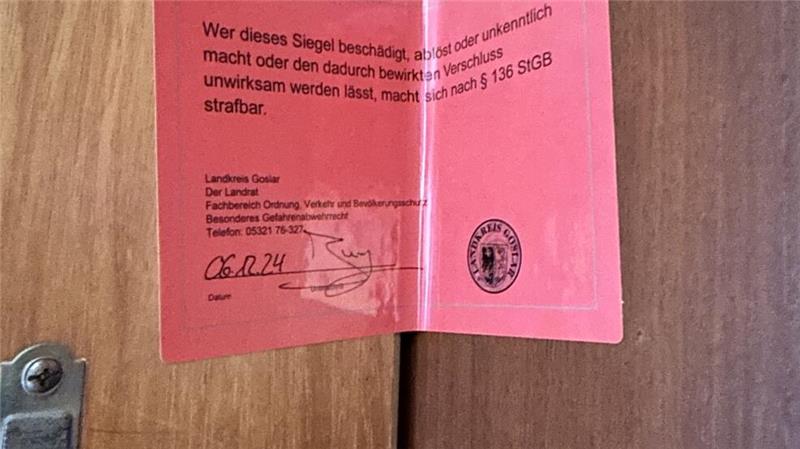 Wer dieses Siegel beschädigt, ablöst oder unkenntlich
macht oder den dadurch bewirkten Verschluss
unwirksam werden lässt, macht sich nach § 136 StGB
strafbar.
Landkreis Goslar
Der Landrat
Fachbereich Ordnung, Verkehr und Bevölkerungsschutz
Besonderes Gefahrenabwehrrecht
Telefon: 05321 76-327
06.12.24
Datum
LANDKREIS GOSLAR